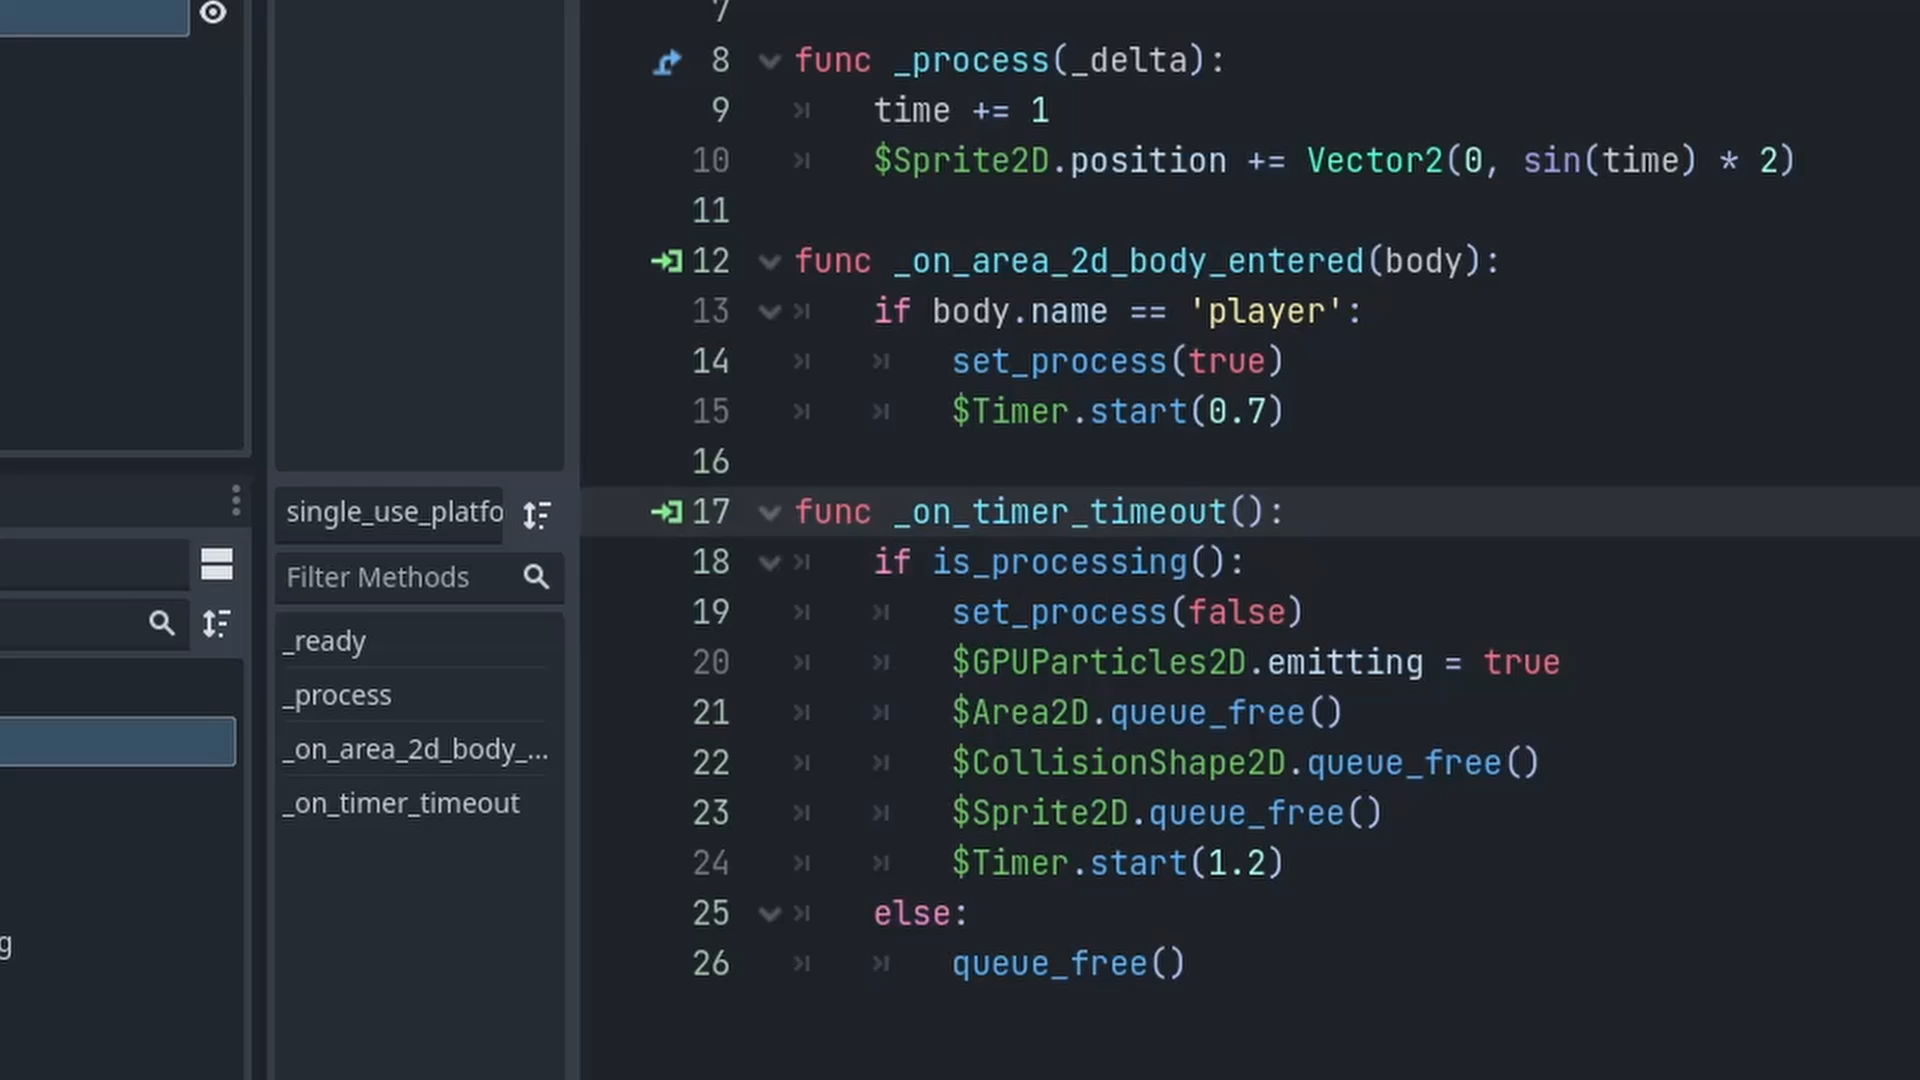 7
8 func _process(_delta):
9 time += 1
10 $Sprite2D.position += Vector2(0, sin(time) * 2)
11
12 func _on_area_2d_body_entered(body):
13 if body.name == 'player':
14 set_process(true)
15 $Timer.start(0.7)
16
17 func _on_timer_timeout():
18 if is_processing():
19 set_process(false)
20 $GPUParticles2D.emitting = true
21 $Area2D.queue_free()
22 $CollisionShape2D.queue_free()
23 $Sprite2D.queue_free()
24 $Timer.start(1.2)
25 else:
26 queue_free()
single_use_platfo
Filter Methods
_ready
_process
_on_area_2d_body_...
_on_timer_timeout
g